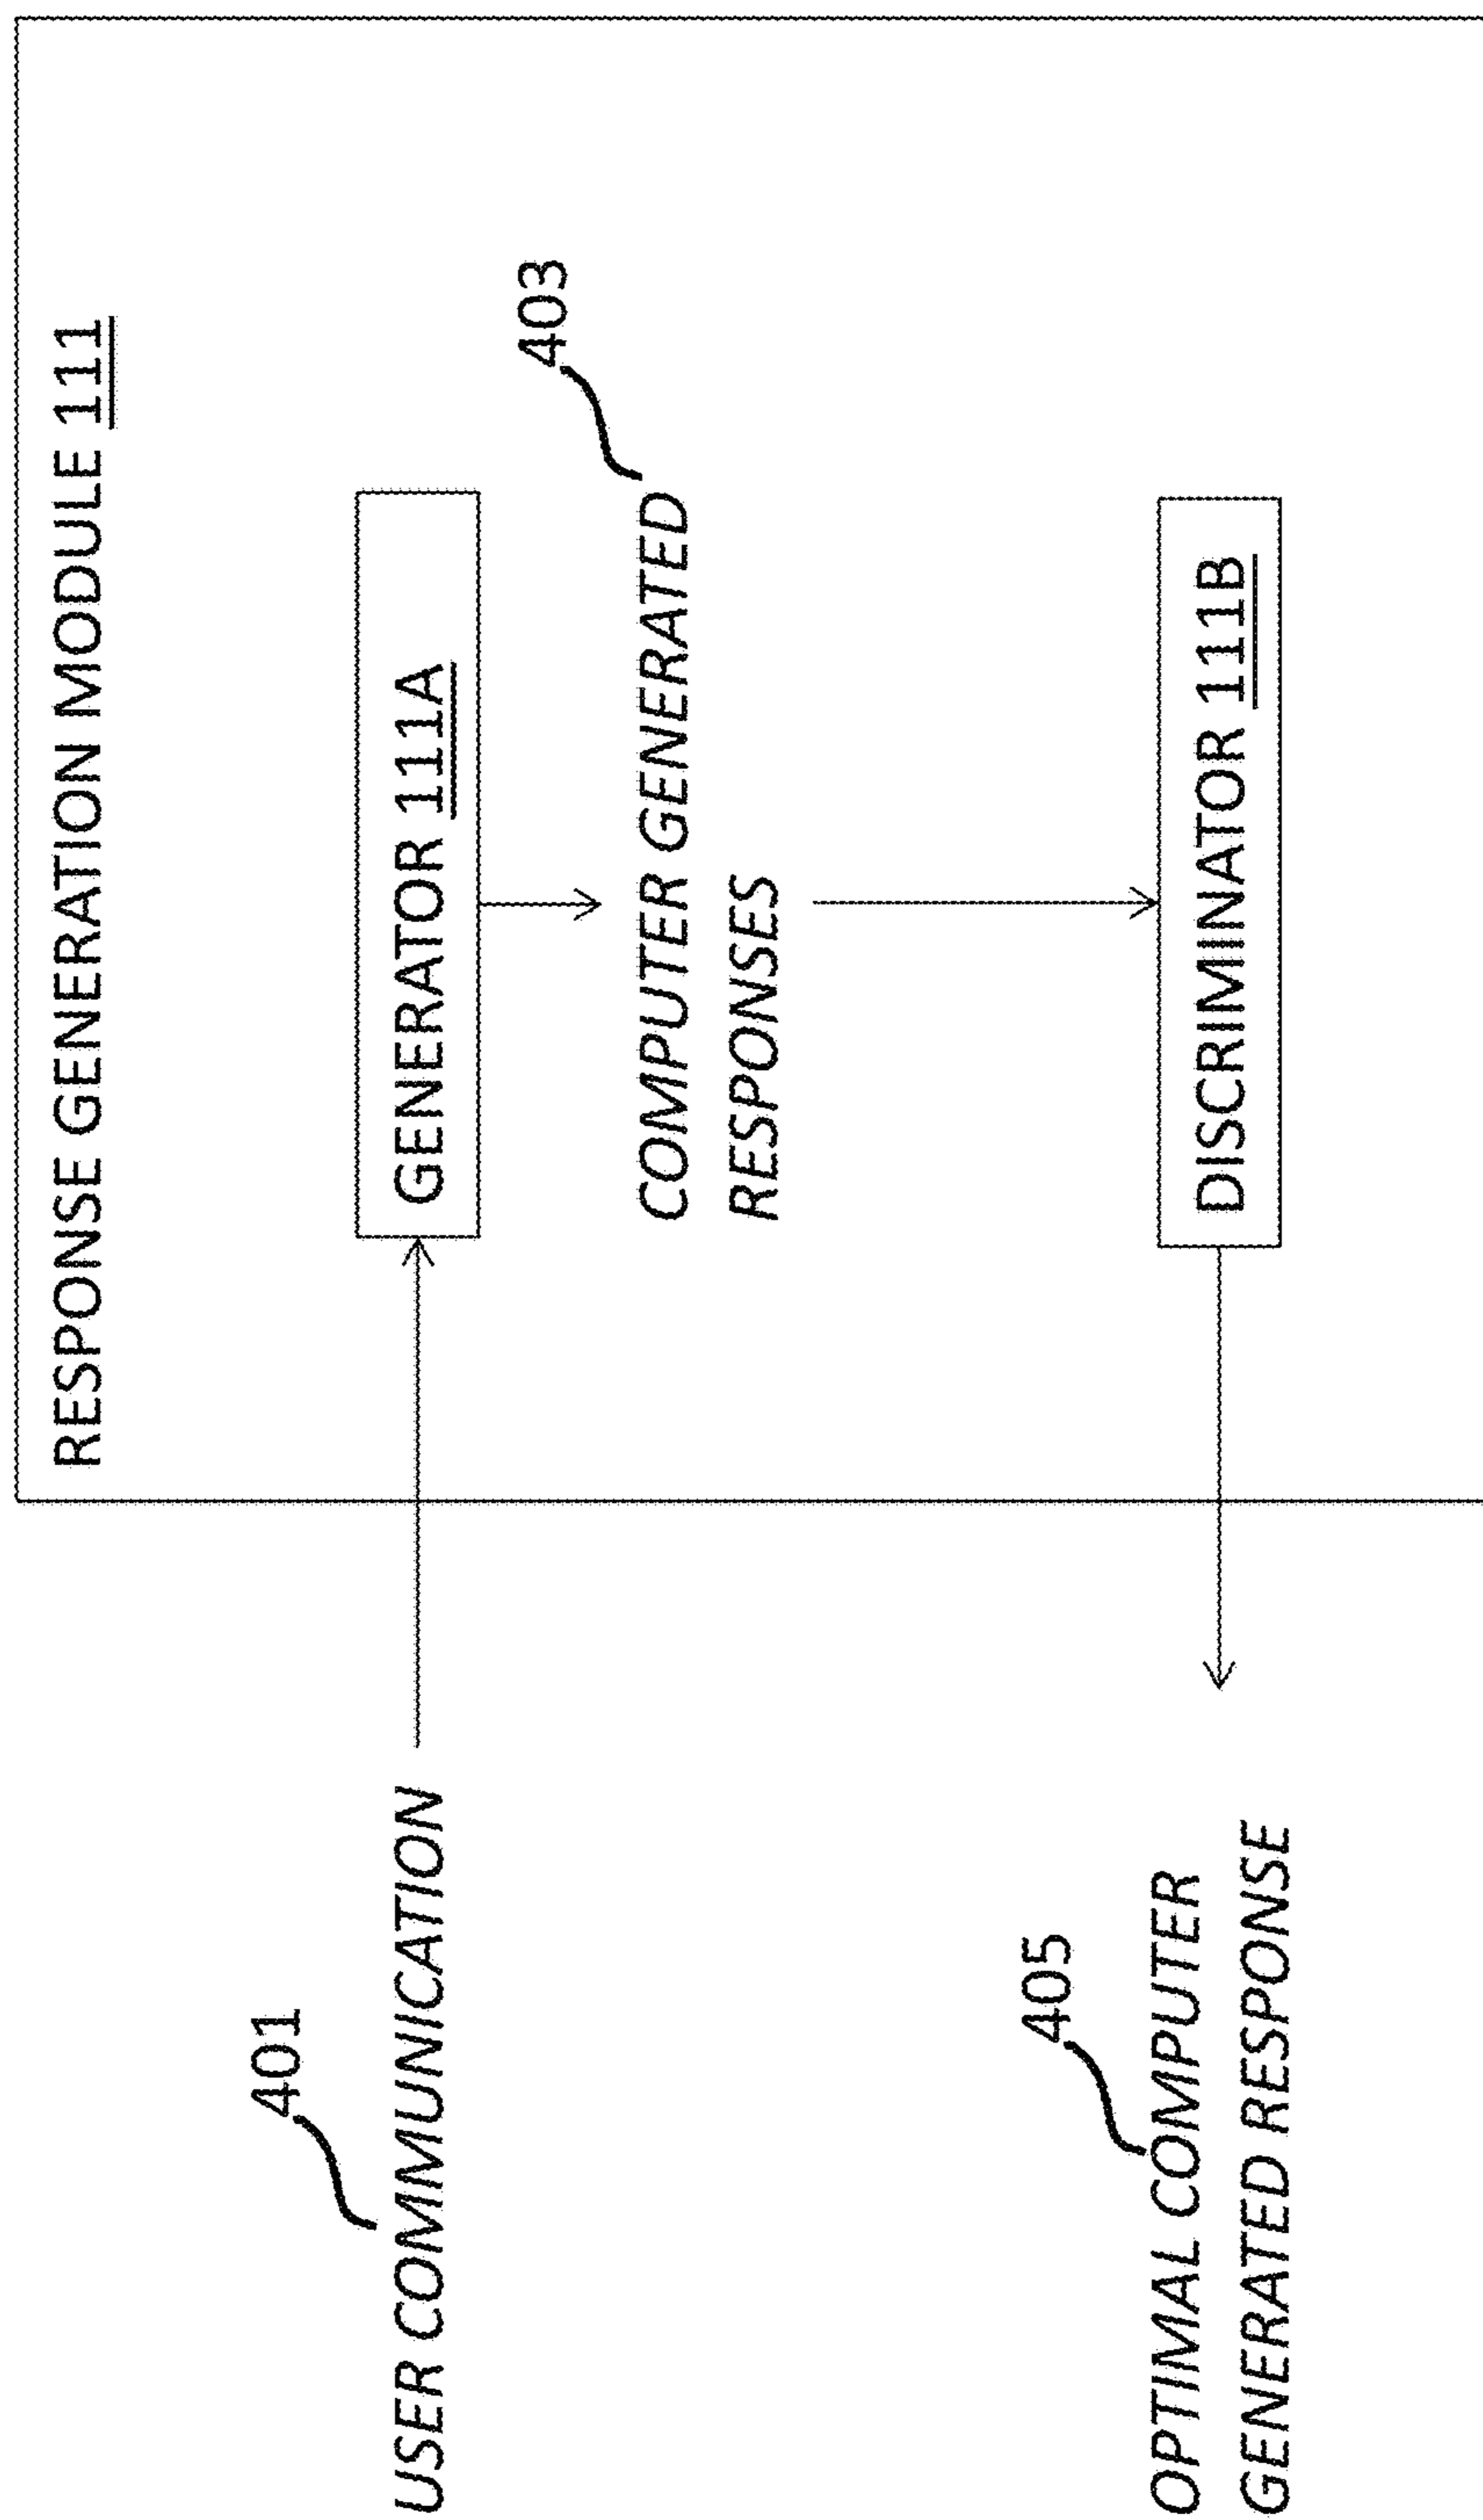 RESPONSE GENERATION MODULE 111
401
USER COMMUNICATION
GENERATOR 111A
403
COMPUTER GENERATED
RESPONSES
405
OPTIMAL COMPUTER
GENERATED RESPONSE
DISCRIMINATOR 111B